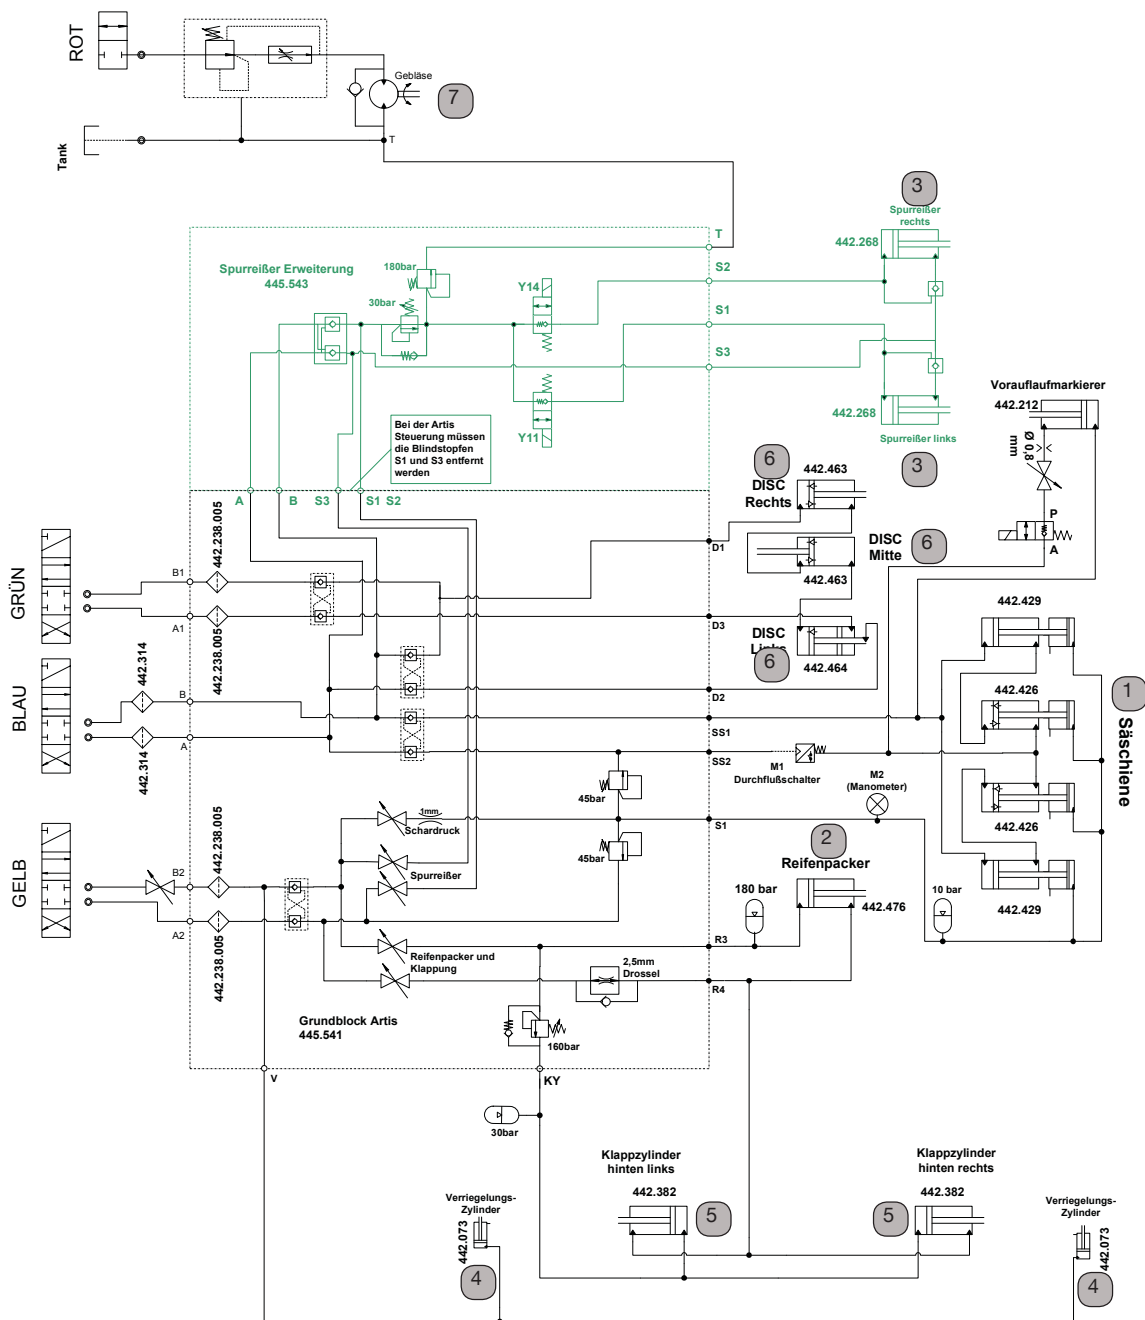 ROT
Gebläse
7
T
Tank
3
Spurreißer
rechts
442.268
T
S2
S1
S3
Spurreißer Erweiterung
445.543
180bar
30bar
Y14
Y11
Bei der Artis
Steuerung müssen
die Blindstopfen
S1 und S3 entfernt
werden
442.268
Spurreißer links
3
Vorauflaufmarkierer
442.212
Ø 0,8
mm
P
A
A
B
S3
S1 S2
6
442.463
DISC
Rechts
D1
DISC
Mitte
6
442.463
GRÜN
B1
442.238.005
A1
442.238.005
D3
DISC
Links
6
442.464
442.429
BLAU
442.314
B
A
442.314
D2
SS1
SS2
M1
Durchflußschalter
M2
(Manometer)
442.426
1
Säschiene
442.426
442.429
45bar
1mm
Schardruck
S1
45bar
2
Reifenpacker
GELB
B2
442.238.005
A2
442.238.005
Spurreißer
180 bar
442.476
10 bar
R3
Reifenpacker und
Klappung
2,5mm
Drossel
R4
Grundblock Artis
445.541
160bar
V
KY
30bar
Klappzylinder
hinten links
442.382
5
Klappzylinder
hinten rechts
442.382
5
Verriegelungs-
Zylinder
442.073
4
Verriegelungs-
Zylinder
442.073
4